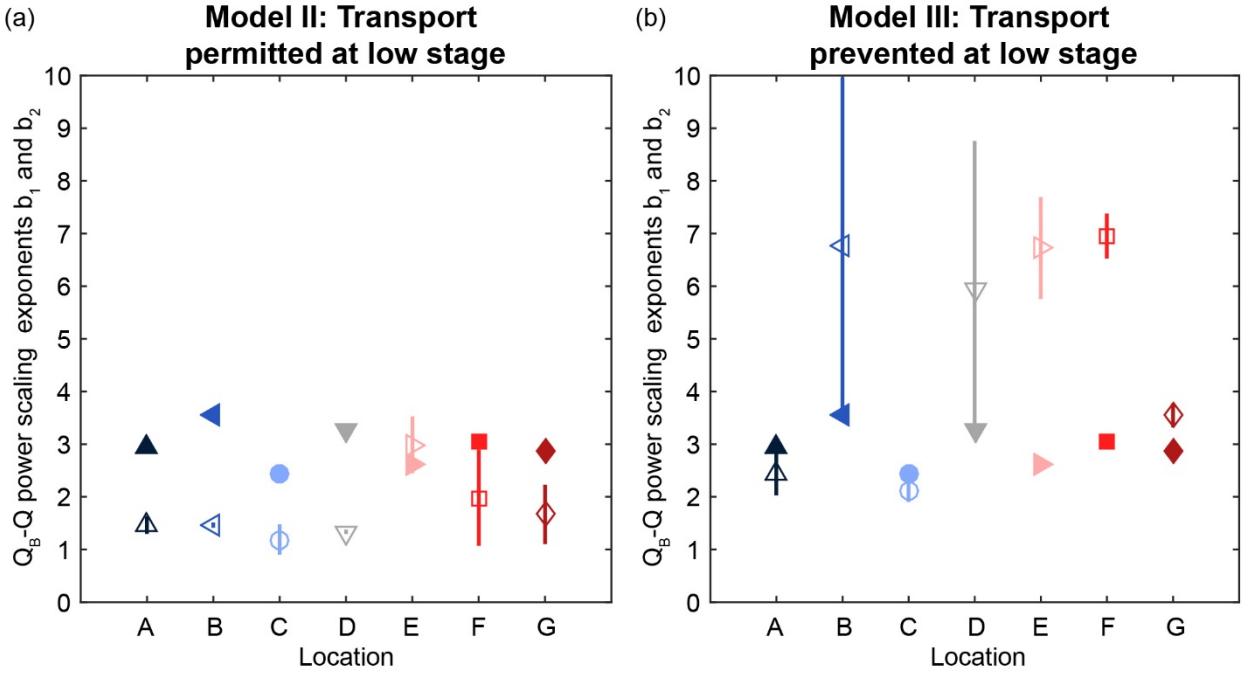 (a)
Model II: Transport
permitted at low stage
Q_B-Q power scaling exponents b_1 and b_2
10
9
8
7
6
5
4
3
2
1
0
A B C D E F G
Location
(b)
Model III: Transport
prevented at low stage
Q_B-Q power scaling exponents b_1 and b_2
10
9
8
7
6
5
4
3
2
1
0
A B C D E F G
Location